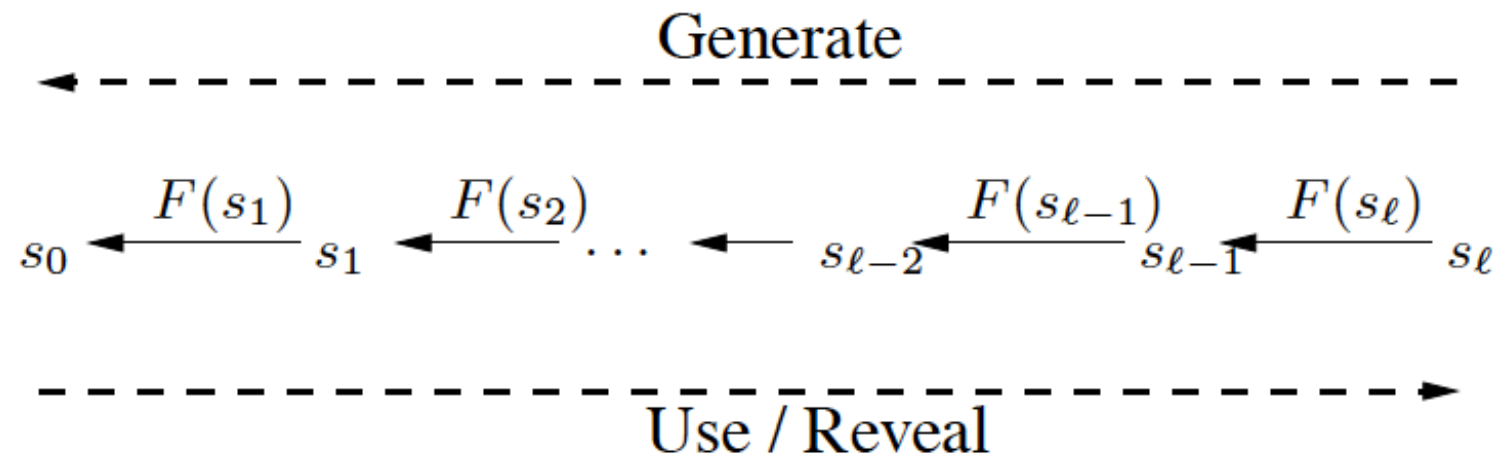 Generate
F(s₁) F(s₂) F(sℓ₋₁) F(sℓ)
s₀ s₁ ... sℓ₋₂ sℓ₋₁ sℓ
Use / Reveal